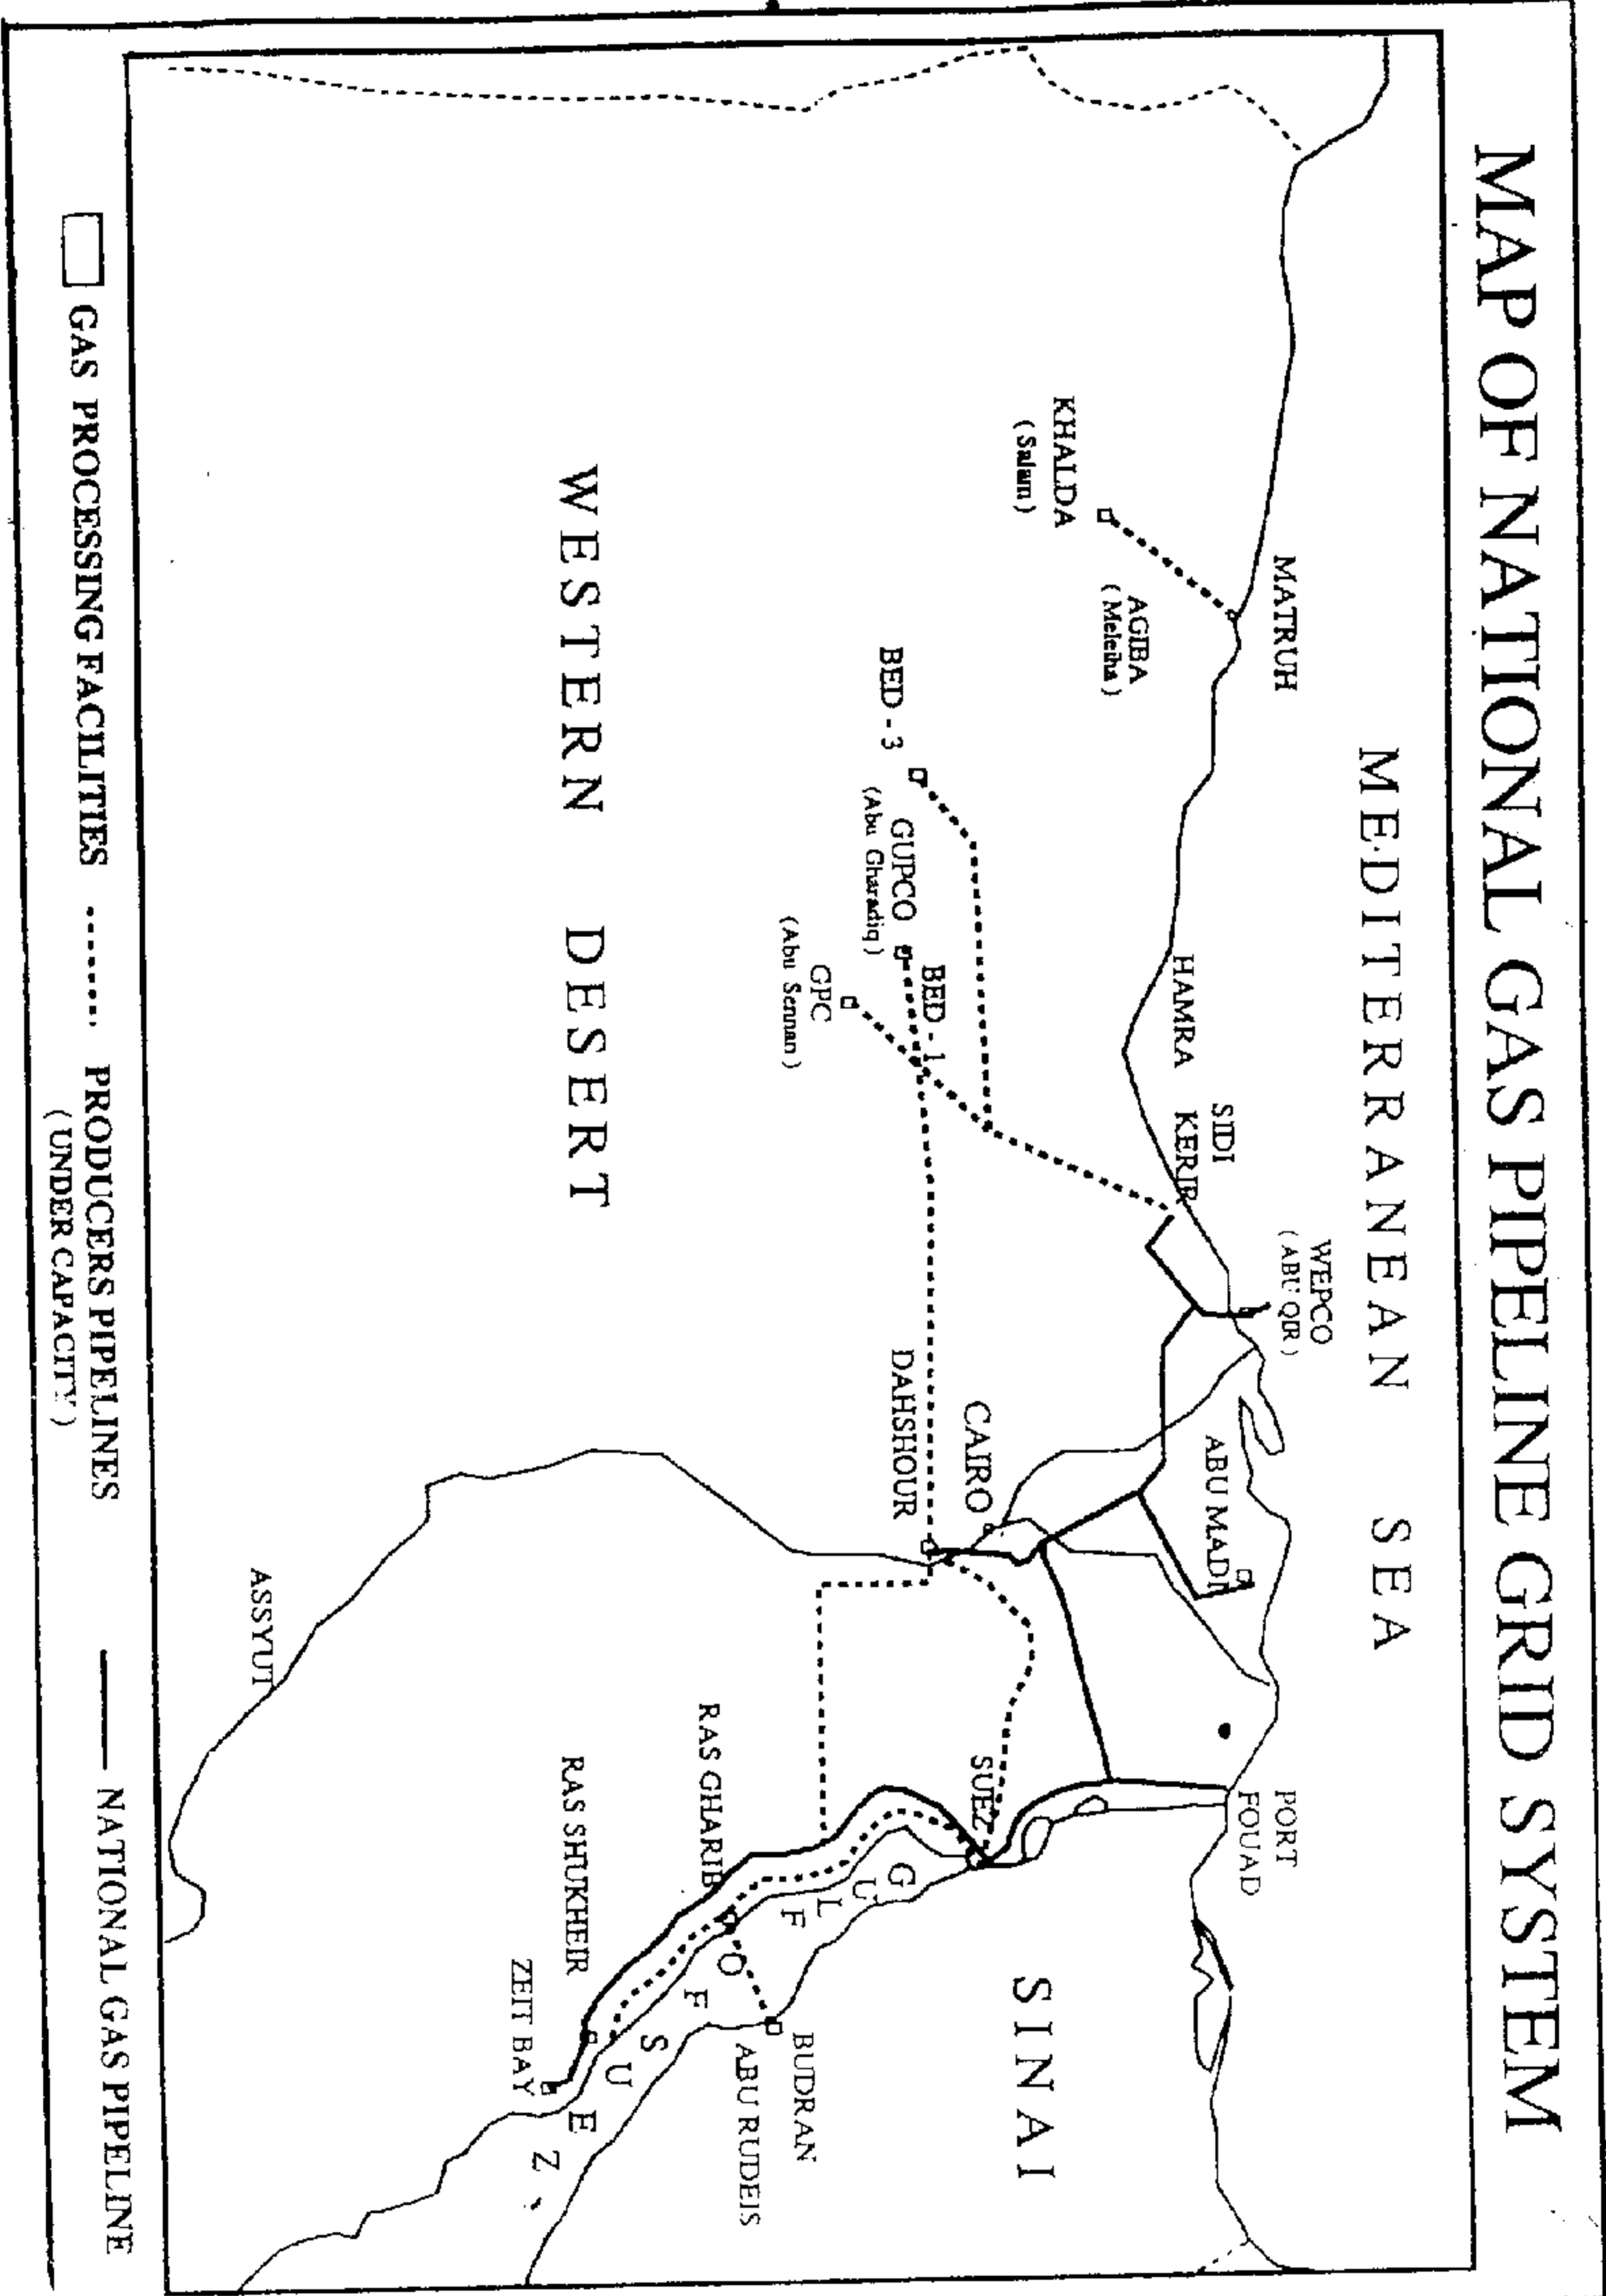 MAP OF NATIONAL GAS PIPELINE GRID SYSTEM
MEDITERRANEAN SEA
MATRUH
KHALDA
(Salam)
AGIBA
(Meleiha)
HAMRA
SIDI
KERIR
WEPCO
(ABU QIR)
ABU MADI
PORT
FOUAD
BED - 3
GUPCO
(Abu Gharadiq)
BED - 1
GPC
(Abu Sennan)
DAHSHOUR
CAIRO
SUEZ
SINAI
WESTERN DESERT
RAS GHARIB
GULF OF SUEZ
BUDRAN
ABU RUDEIS
RAS SHUKHEIR
ZEIT BAY
ASSYUT
GAS PROCESSING FACILITIES
PRODUCERS PIPELINES
(UNDER CAPACITY)
NATIONAL GAS PIPELINE